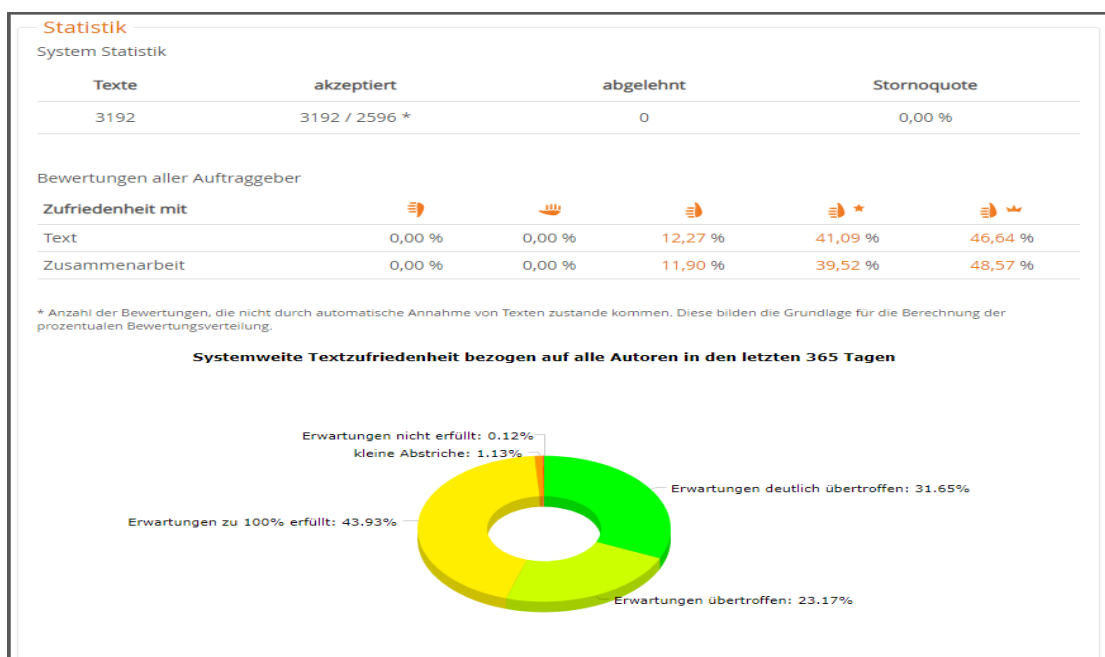 Statistik
System Statistik
Texte akzeptiert abgelehnt Stornoquote
3192 3192 / 2596 * 0 0,00 %
Bewertungen aller Auftraggeber
Zufriedenheit mit
Text 0,00 % 0,00 % 12,27 % 41,09 % 46,64 %
Zusammenarbeit 0,00 % 0,00 % 11,90 % 39,52 % 48,57 %
* Anzahl der Bewertungen, die nicht durch automatische Annahme von Texten zustande kommen. Diese bilden die Grundlage für die Berechnung der
prozentualen Bewertungsverteilung.
Systemweite Textzufriedenheit bezogen auf alle Autoren in den letzten 365 Tagen
Erwartungen nicht erfüllt: 0.12%
kleine Abstriche: 1.13%
Erwartungen deutlich übertroffen: 31.65%
Erwartungen zu 100% erfüllt: 43.93%
Erwartungen übertroffen: 23.17%